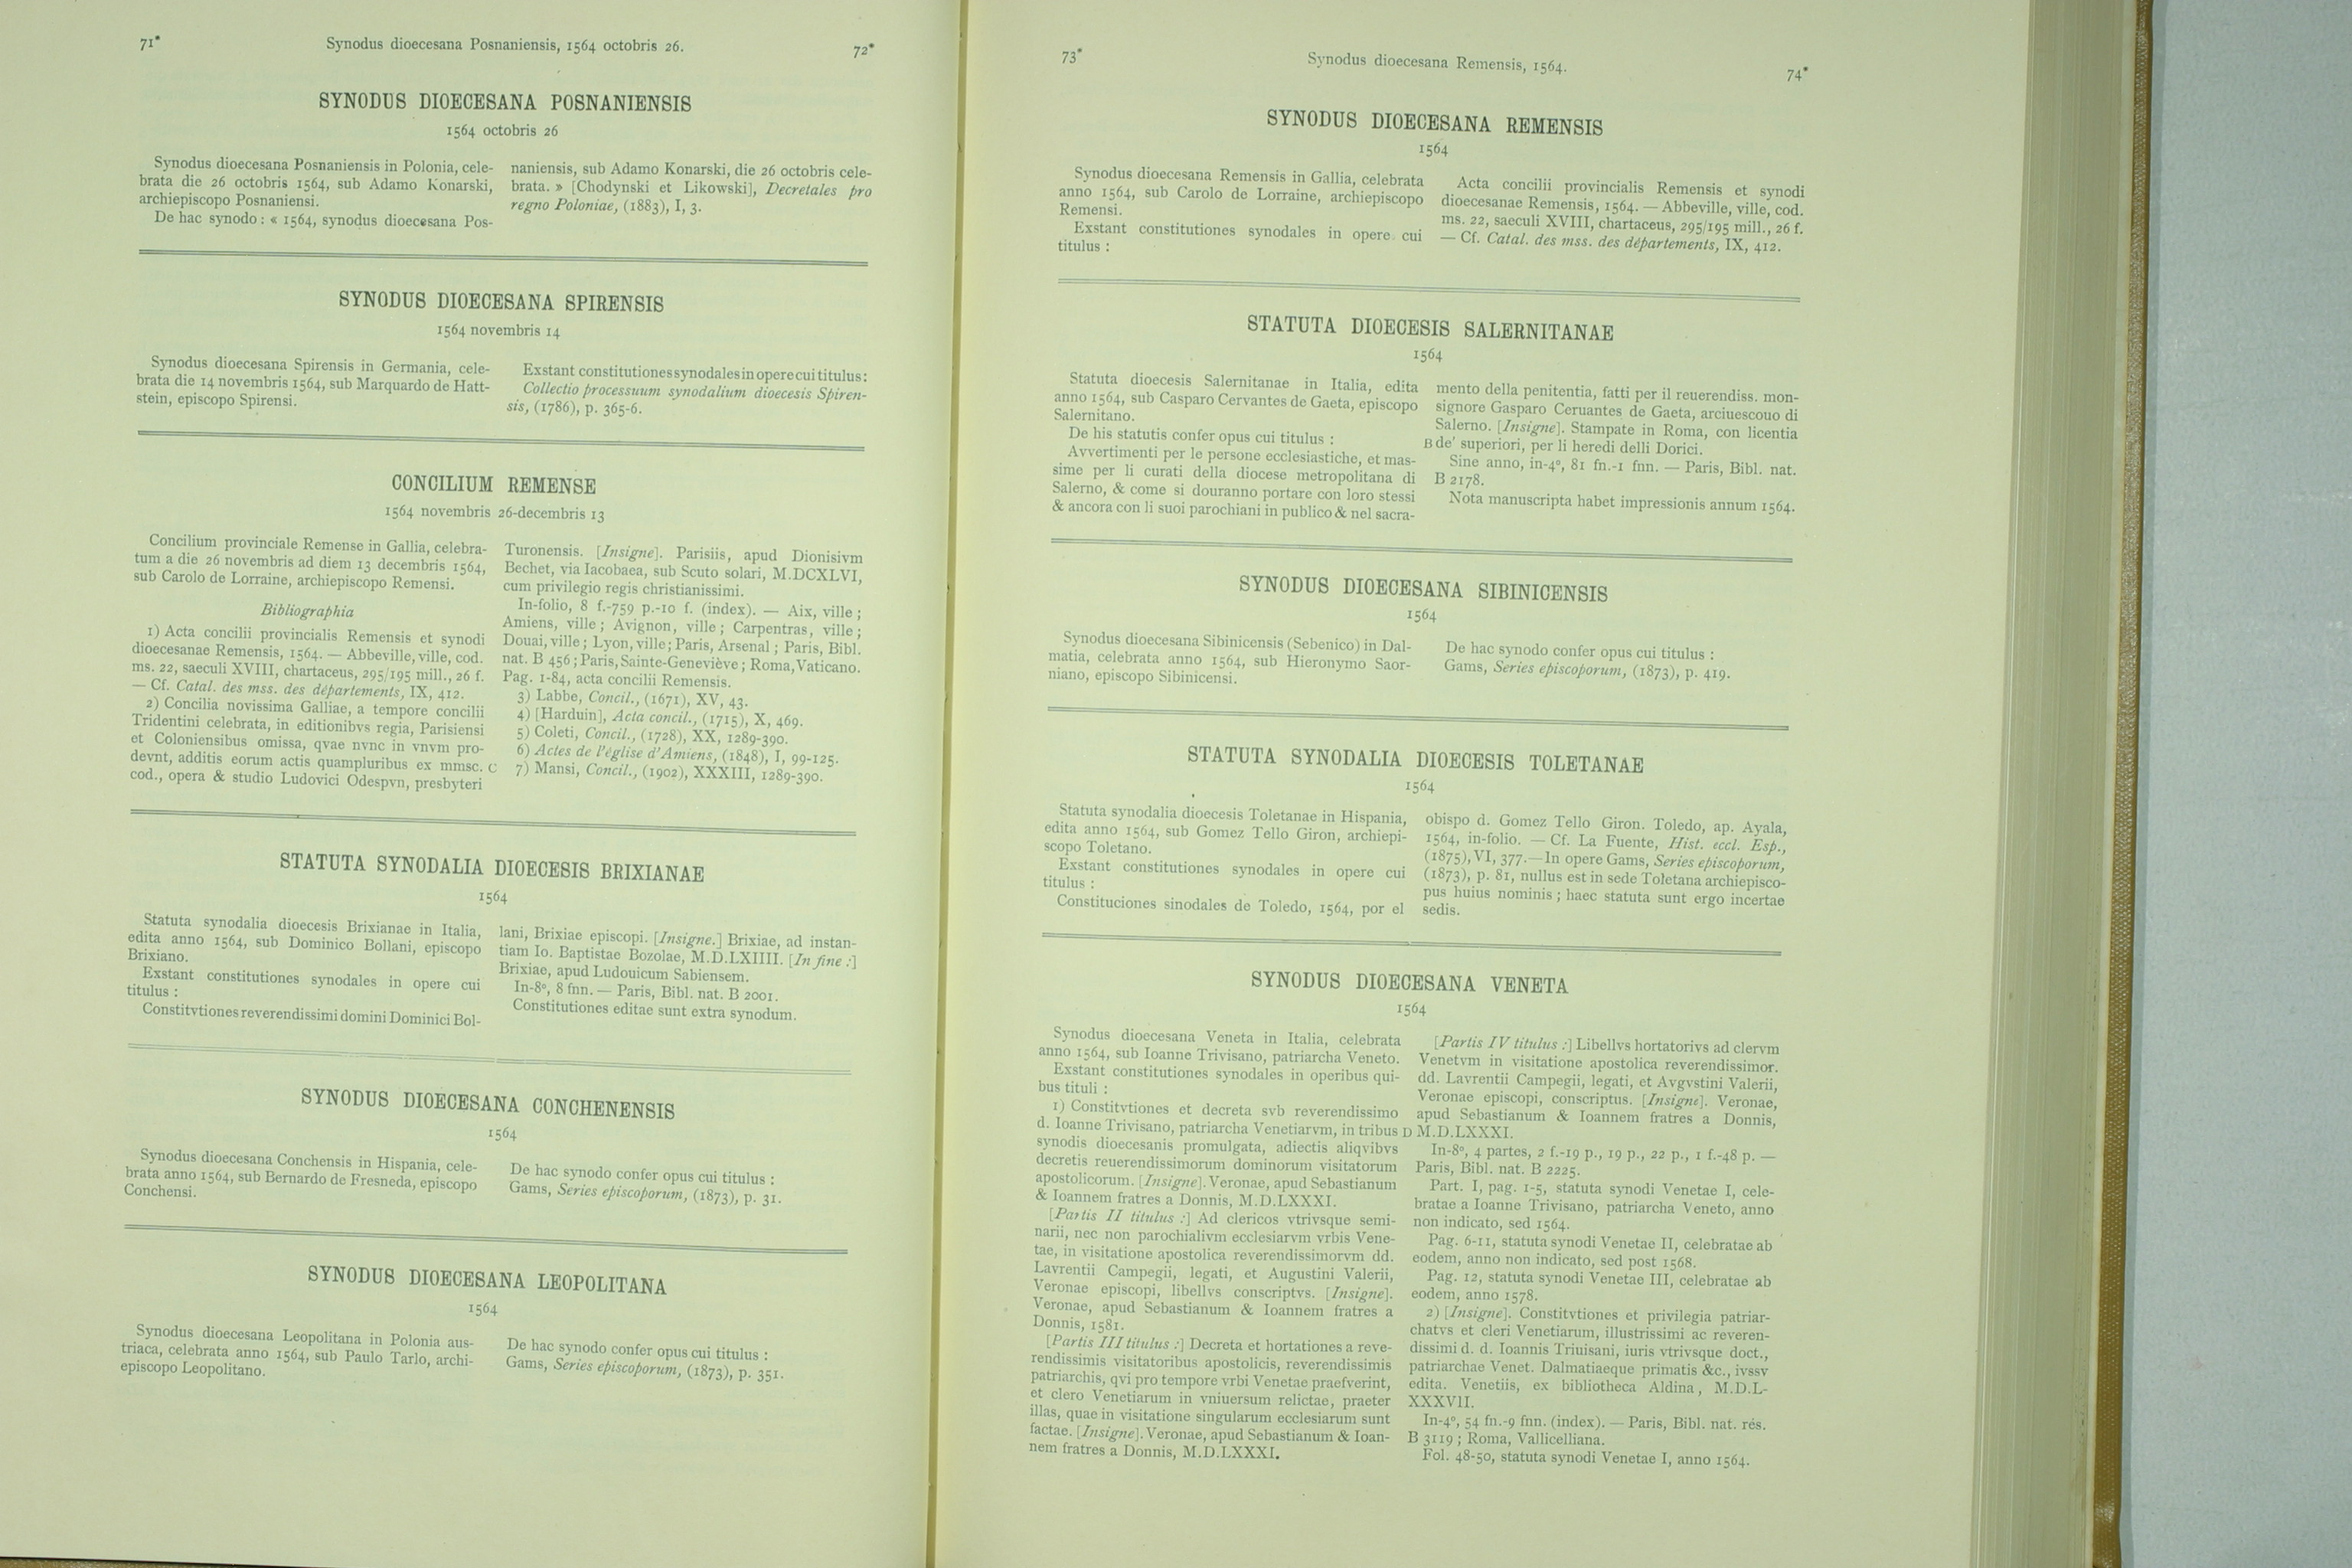 71*
Synodus dioecesana Posnaniensis, 1564 octobris 26.
72*
SYNODUS DIOECESANA POSNANIENSIS
1564 octobris 26
Synodus dioecesana Posnaniensis in Polonia, cele-
brata die 26 octobris 1564, sub Adamo Konarski,
archiepiscopo Posnaniensi.
De hac synodo : « 1564, synodus dioecesana Pos-
naniensis, sub Adamo Konarski, die 26 octobris cele-
brata. » [Chodynski et Likowski], Decretales pro
regno Poloniae, (1883), I, 3.
SYNODUS DIOECESANA SPIRENSIS
1564 novembris 14
Synodus dioecesana Spirensis in Germania, cele-
brata die 14 novembris 1564, sub Marquardo de Hatt-
stein, episcopo Spirensi.
Exstant constitutiones synodales in opere cui titulus :
Collectio processuum synodalium dioecesis Spiren-
sis, (1786), p. 365-6.
CONCILIUM REMENSE
1564 novembris 26-decembris 13
Concilium provinciale Remense in Gallia, celebra-
tum a die 26 novembris ad diem 13 decembris 1564,
sub Carolo de Lorraine, archiepiscopo Remensi.
Bibliographia
1) Acta concilii provincialis Remensis et synodi
dioecesanae Remensis, 1564. — Abbeville, ville, cod.
ms. 22, saeculi XVIII, chartaceus, 295/195 mill., 26 f.
— Cf. Catal. des mss. des départements, IX, 412.
2) Concilia novissima Galliae, a tempore concilii
Tridentini celebrata, in editionibvs regia, Parisiensi
et Coloniensibus omissa, qvae nvnc in vnvm pro-
devnt, additis eorum actis quampluribus ex mmsc. C
cod., opera & studio Ludovici Odespvn, presbyteri
Turonensis. [Insigne]. Parisiis, apud Dionisivm
Bechet, via Iacobaea, sub Scuto solari, M.DCXLVI,
cum privilegio regis christianissimi.
In-folio, 8 f.-759 p.-10 f. (index). — Aix, ville ;
Amiens, ville ; Avignon, ville ; Carpentras, ville ;
Douai, ville ; Lyon, ville ; Paris, Arsenal ; Paris, Bibl.
nat. B 456 ; Paris, Sainte-Geneviève ; Roma, Vaticano.
Pag. 1-84, acta concilii Remensis.
3) Labbe, Concil., (1671), XV, 43.
4) [Harduin], Acta concil., (1715), X, 469.
5) Coleti, Concil., (1728), XX, 1289-390.
6) Actes de l'église d'Amiens, (1848), I, 99-125.
7) Mansi, Concil., (1902), XXXIII, 1289-390.
STATUTA SYNODALIA DIOECESIS BRIXIANAE
1564
Statuta synodalia dioecesis Brixianae in Italia,
edita anno 1564, sub Dominico Bollani, episcopo
Brixiano.
Exstant constitutiones synodales in opere cui
titulus :
Constitvtiones reverendissimi domini Dominici Bol-
lani, Brixiae episcopi. [Insigne.] Brixiae, ad instan-
tiam Io. Baptistae Bozolae, M.D.LXIIII. [In fine :]
Brixiae, apud Ludouicum Sabiensem.
In-8°, 8 fnn. — Paris, Bibl. nat. B 2001.
Constitutiones editae sunt extra synodum.
SYNODUS DIOECESANA CONCHENENSIS
1564
Synodus dioecesana Conchensis in Hispania, cele-
brata anno 1564, sub Bernardo de Fresneda, episcopo
Conchensi.
De hac synodo confer opus cui titulus :
Gams, Series episcoporum, (1873), p. 31.
SYNODUS DIOECESANA LEOPOLITANA
1564
Synodus dioecesana Leopolitana in Polonia aus-
triaca, celebrata anno 1564, sub Paulo Tarlo, archi-
episcopo Leopolitano.
De hac synodo confer opus cui titulus :
Gams, Series episcoporum, (1873), p. 351.
73*
Synodus dioecesana Remensis, 1564.
74*
SYNODUS DIOECESANA REMENSIS
1564
Synodus dioecesana Remensis in Gallia, celebrata
anno 1564, sub Carolo de Lorraine, archiepiscopo
Remensi.
Exstant constitutiones synodales in opere cui
titulus :
Acta concilii provincialis Remensis et synodi
dioecesanae Remensis, 1564. — Abbeville, ville, cod.
ms. 22, saeculi XVIII, chartaceus, 295/195 mill., 26 f.
— Cf. Catal. des mss. des départements, IX, 412.
STATUTA DIOECESIS SALERNITANAE
1564
Statuta dioecesis Salernitanae in Italia, edita
anno 1564, sub Casparo Cervantes de Gaeta, episcopo
Salernitano.
De his statutis confer opus cui titulus :
Avvertimenti per le persone ecclesiastiche, et mas-
sime per li curati della diocese metropolitana di
Salerno, & come si douranno portare con loro stessi
& ancora con li suoi parochiani in publico & nel sacra-
mento della penitentia, fatti per il reuerendiss. mon-
signore Gasparo Ceruantes de Gaeta, arciuescouo di
Salerno. [Insigne]. Stampate in Roma, con licentia
B de' superiori, per li heredi delli Dorici.
Sine anno, in-4°, 81 fn.-1 fnn. — Paris, Bibl. nat.
B 2178.
Nota manuscripta habet impressionis annum 1564.
SYNODUS DIOECESANA SIBINICENSIS
1564
Synodus dioecesana Sibinicensis (Sebenico) in Dal-
matia, celebrata anno 1564, sub Hieronymo Saor-
niano, episcopo Sibinicensi.
De hac synodo confer opus cui titulus :
Gams, Series episcoporum, (1873), p. 419.
STATUTA SYNODALIA DIOECESIS TOLETANAE
1564
Statuta synodalia dioecesis Toletanae in Hispania,
edita anno 1564, sub Gomez Tello Giron, archiepi-
scopo Toletano.
Exstant constitutiones synodales in opere cui
titulus :
Constituciones sinodales de Toledo, 1564, por el
obispo d. Gomez Tello Giron. Toledo, ap. Ayala,
1564, in-folio. — Cf. La Fuente, Hist. eccl. Esp.,
(1875), VI, 377.— In opere Gams, Series episcoporum,
(1873), p. 81, nullus est in sede Toletana archiepisco-
pus huius nominis ; haec statuta sunt ergo incertae
sedis.
SYNODUS DIOECESANA VENETA
1564
Synodus dioecesana Veneta in Italia, celebrata
anno 1564, sub Ioanne Trivisano, patriarcha Veneto.
Exstant constitutiones synodales in operibus qui-
bus tituli :
1) Constitvtiones et decreta svb reverendissimo
d. Ioanne Trivisano, patriarcha Venetiarvm, in tribus
synodis dioecesanis promulgata, adiectis aliqvibvs
decretis reuerendissimorum dominorum visitatorum
apostolicorum. [Insigne]. Veronae, apud Sebastianum
& Ioannem fratres a Donnis, M.D.LXXXI.
[Partis II titulus :] Ad clericos vtrivsque semi-
narii, nec non parochialivm ecclesiarvm vrbis Vene-
tae, in visitatione apostolica reverendissimorvm dd.
Lavrentii Campegii, legati, et Augustini Valerii,
Veronae episcopi, libellvs conscriptvs. [Insigne].
Veronae, apud Sebastianum & Ioannem fratres a
Donnis, 1581.
[Partis III titulus :] Decreta et hortationes a reve-
rendissimis visitatoribus apostolicis, reverendissimis
patriarchis, qvi pro tempore vrbi Venetae praefverint,
et clero Venetiarum in vniuersum relictae, praeter
illas, quae in visitatione singularum ecclesiarum sunt
factae. [Insigne]. Veronae, apud Sebastianum & Ioan-
nem fratres a Donnis, M.D.LXXXI.
[Partis IV titulus :] Libellvs hortatorivs ad clervm
Venetvm in visitatione apostolica reverendissimor.
dd. Lavrentii Campegii, legati, et Avgvstini Valerii,
Veronae episcopi, conscriptus. [Insigne]. Veronae,
apud Sebastianum & Ioannem fratres a Donnis,
D M.D.LXXXI.
In-8°, 4 partes, 2 f.-19 p., 19 p., 22 p., 1 f.-48 p. —
Paris, Bibl. nat. B 2225.
Part. I, pag. 1-5, statuta synodi Venetae I, cele-
bratae a Ioanne Trivisano, patriarcha Veneto, anno
non indicato, sed 1564.
Pag. 6-11, statuta synodi Venetae II, celebratae ab
eodem, anno non indicato, sed post 1568.
Pag. 12, statuta synodi Venetae III, celebratae ab
eodem, anno 1578.
2) [Insigne]. Constitvtiones et privilegia patriar-
chatvs et cleri Venetiarum, illustrissimi ac reveren-
dissimi d. d. Ioannis Triuisani, iuris vtrivsque doct.,
patriarchae Venet. Dalmatiaeque primatis &c., ivssv
edita. Venetiis, ex bibliotheca Aldina, M.D.L-
XXXVII.
In-4°, 54 fn.-9 fnn. (index). — Paris, Bibl. nat. rés.
B 3119 ; Roma, Vallicelliana.
Fol. 48-50, statuta synodi Venetae I, anno 1564.